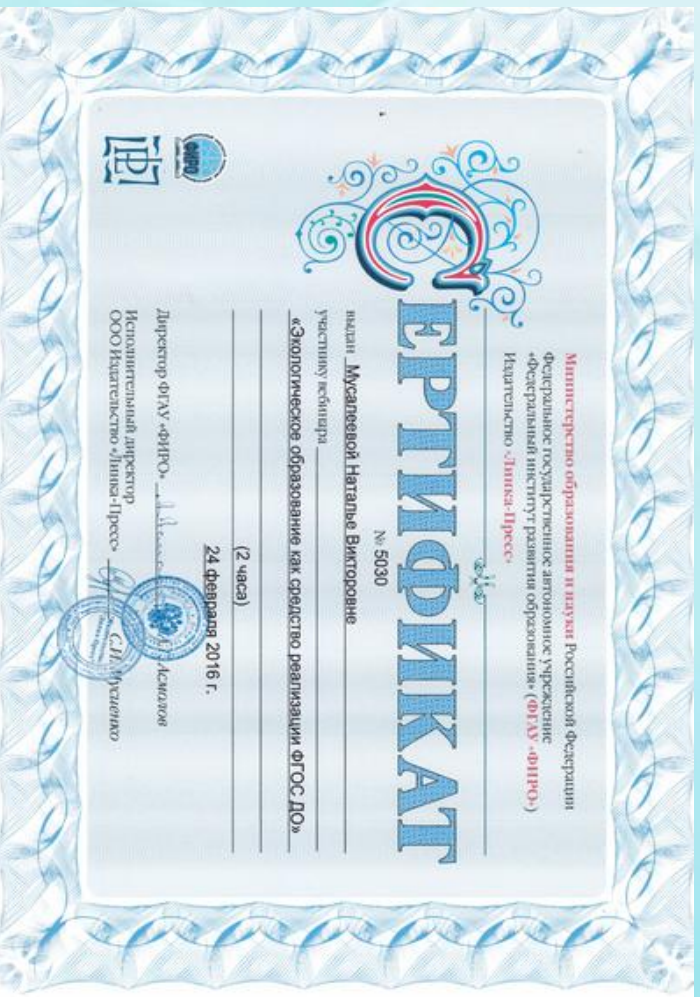 Министерство образования и науки Российской Федерации
Федеральное государственное автономное учреждение
«Федеральный институт развития образования» (ФГАУ «ФИРО»)
Издательство «Линка-Пресс»
СЕРТИФИКАТ
№ 5030
выдан Мусалеевой Наталье Викторовне
участнику вебинара
«Экологическое образование как средство реализации ФГОС ДО»
(2 часа)
24 февраля 2016 г.
Директор ФГАУ «ФИРО» А.Г. Асмолов
Исполнительный директор
ООО Издательство «Линка-Пресс» С.И. Мусиенко
ФИРО